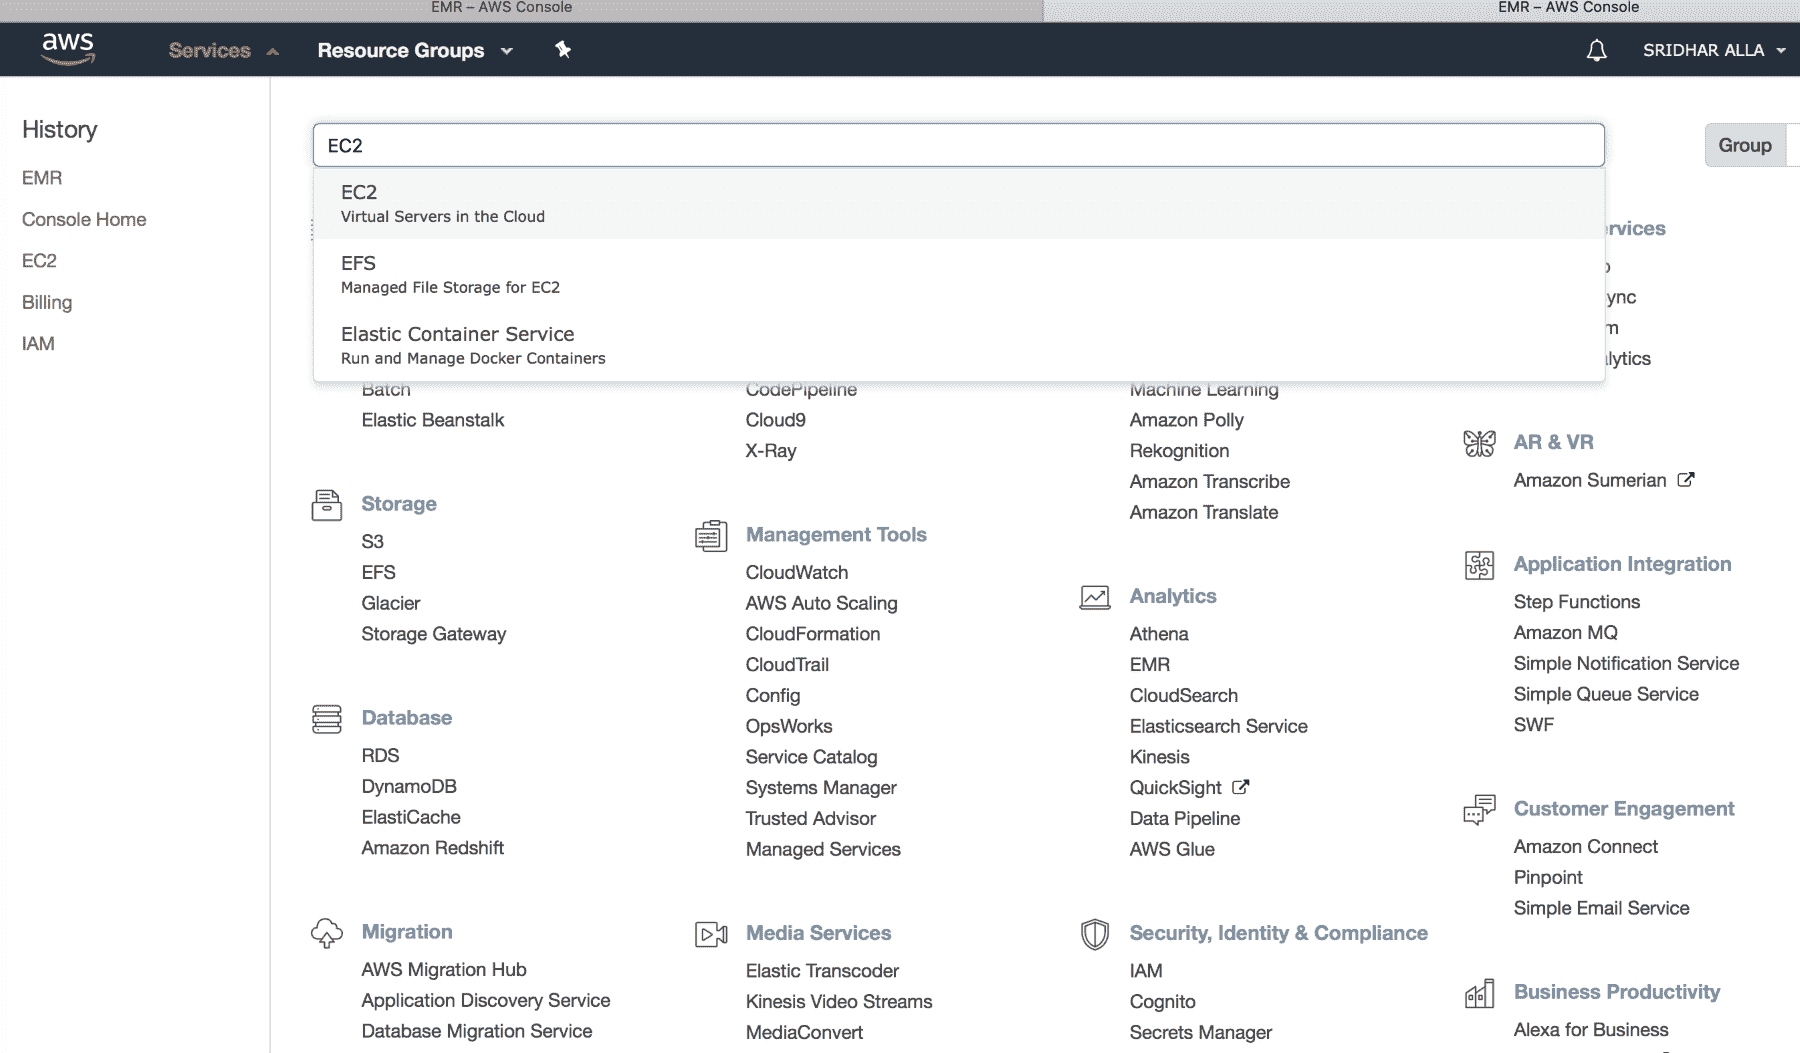 EMR – AWS Console
EMR – AWS Console
aws
Services
Resource Groups
SRIDHAR ALLA
History
EMR
Console Home
EC2
Billing
IAM
EC2
Group
EC2
Virtual Servers in the Cloud
EFS
Managed File Storage for EC2
Elastic Container Service
Run and Manage Docker Containers
Batch
Elastic Beanstalk
Storage
S3
EFS
Glacier
Storage Gateway
Database
RDS
DynamoDB
ElastiCache
Amazon Redshift
Migration
AWS Migration Hub
Application Discovery Service
Database Migration Service
CodePipeline
Cloud9
X-Ray
Management Tools
CloudWatch
AWS Auto Scaling
CloudFormation
CloudTrail
Config
OpsWorks
Service Catalog
Systems Manager
Trusted Advisor
Managed Services
Media Services
Elastic Transcoder
Kinesis Video Streams
MediaConvert
Machine Learning
Amazon Polly
Rekognition
Amazon Transcribe
Amazon Translate
Analytics
Athena
EMR
CloudSearch
Elasticsearch Service
Kinesis
QuickSight
Data Pipeline
AWS Glue
Security, Identity & Compliance
IAM
Cognito
Secrets Manager
rvices
ync
m
lytics
AR & VR
Amazon Sumerian
Application Integration
Step Functions
Amazon MQ
Simple Notification Service
Simple Queue Service
SWF
Customer Engagement
Amazon Connect
Pinpoint
Simple Email Service
Business Productivity
Alexa for Business